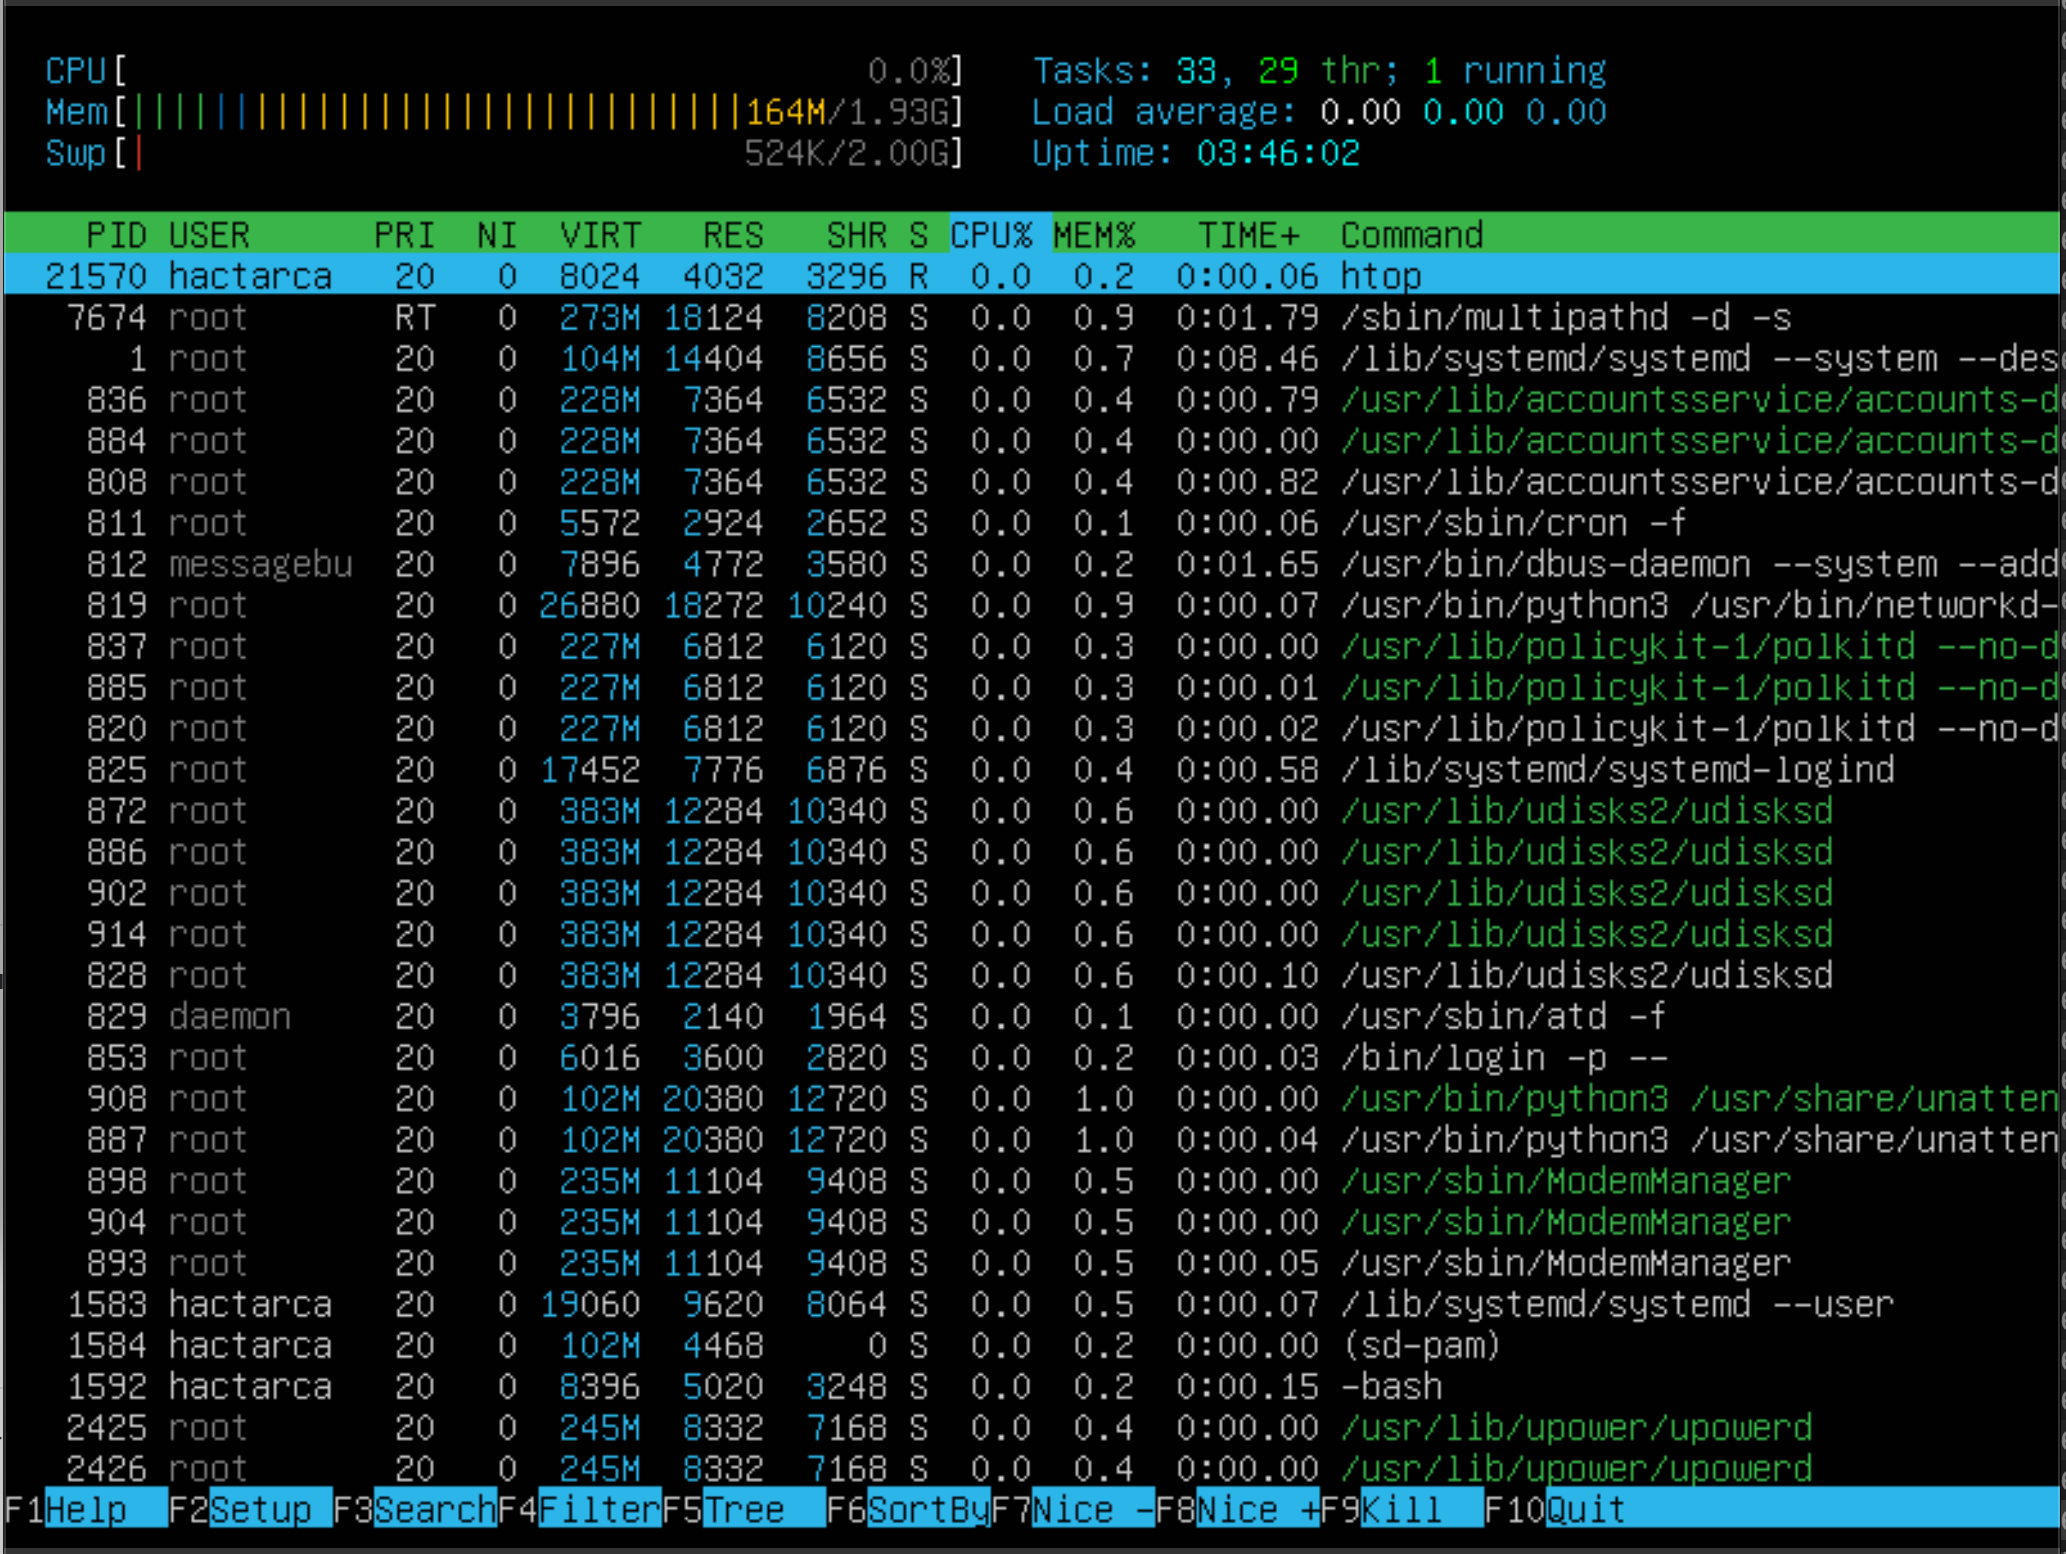 CPU[ 0.0%] Tasks: 33, 29 thr; 1 running
Mem[|||||||||||||||||||||||||||||164M/1.93G] Load average: 0.00 0.00 0.00
Swp[| 524K/2.00G] Uptime: 03:46:02
PID USER PRI NI VIRT RES SHR S CPU% MEM% TIME+ Command
21570 hactarca 20 0 8024 4032 3296 R 0.0 0.2 0:00.06 htop
7674 root RT 0 273M 18124 8208 S 0.0 0.9 0:01.79 /sbin/multipathd -d -s
1 root 20 0 104M 14404 8656 S 0.0 0.7 0:08.46 /lib/systemd/systemd --system --des
836 root 20 0 228M 7364 6532 S 0.0 0.4 0:00.79 /usr/lib/accountsservice/accounts-d
884 root 20 0 228M 7364 6532 S 0.0 0.4 0:00.00 /usr/lib/accountsservice/accounts-d
808 root 20 0 228M 7364 6532 S 0.0 0.4 0:00.82 /usr/lib/accountsservice/accounts-d
811 root 20 0 5572 2924 2652 S 0.0 0.1 0:00.06 /usr/sbin/cron -f
812 messagebu 20 0 7896 4772 3580 S 0.0 0.2 0:01.65 /usr/bin/dbus-daemon --system --add
819 root 20 0 26880 18272 10240 S 0.0 0.9 0:00.07 /usr/bin/python3 /usr/bin/networkd-
837 root 20 0 227M 6812 6120 S 0.0 0.3 0:00.00 /usr/lib/policykit-1/polkitd --no-d
885 root 20 0 227M 6812 6120 S 0.0 0.3 0:00.01 /usr/lib/policykit-1/polkitd --no-d
820 root 20 0 227M 6812 6120 S 0.0 0.3 0:00.02 /usr/lib/policykit-1/polkitd --no-d
825 root 20 0 17452 7776 6876 S 0.0 0.4 0:00.58 /lib/systemd/systemd-logind
872 root 20 0 383M 12284 10340 S 0.0 0.6 0:00.00 /usr/lib/udisks2/udisksd
886 root 20 0 383M 12284 10340 S 0.0 0.6 0:00.00 /usr/lib/udisks2/udisksd
902 root 20 0 383M 12284 10340 S 0.0 0.6 0:00.00 /usr/lib/udisks2/udisksd
914 root 20 0 383M 12284 10340 S 0.0 0.6 0:00.00 /usr/lib/udisks2/udisksd
828 root 20 0 383M 12284 10340 S 0.0 0.6 0:00.10 /usr/lib/udisks2/udisksd
829 daemon 20 0 3796 2140 1964 S 0.0 0.1 0:00.00 /usr/sbin/atd -f
853 root 20 0 6016 3600 2820 S 0.0 0.2 0:00.03 /bin/login -p --
908 root 20 0 102M 20380 12720 S 0.0 1.0 0:00.00 /usr/bin/python3 /usr/share/unatten
887 root 20 0 102M 20380 12720 S 0.0 1.0 0:00.04 /usr/bin/python3 /usr/share/unatten
898 root 20 0 235M 11104 9408 S 0.0 0.5 0:00.00 /usr/sbin/ModemManager
904 root 20 0 235M 11104 9408 S 0.0 0.5 0:00.00 /usr/sbin/ModemManager
893 root 20 0 235M 11104 9408 S 0.0 0.5 0:00.05 /usr/sbin/ModemManager
1583 hactarca 20 0 19060 9620 8064 S 0.0 0.5 0:00.07 /lib/systemd/systemd --user
1584 hactarca 20 0 102M 4468 0 S 0.0 0.2 0:00.00 (sd-pam)
1592 hactarca 20 0 8396 5020 3248 S 0.0 0.2 0:00.15 -bash
2425 root 20 0 245M 8332 7168 S 0.0 0.4 0:00.00 /usr/lib/upower/upowerd
2426 root 20 0 245M 8332 7168 S 0.0 0.4 0:00.00 /usr/lib/upower/upowerd
F1Help F2Setup F3SearchF4FilterF5Tree F6SortByF7Nice -F8Nice +F9Kill F10Quit